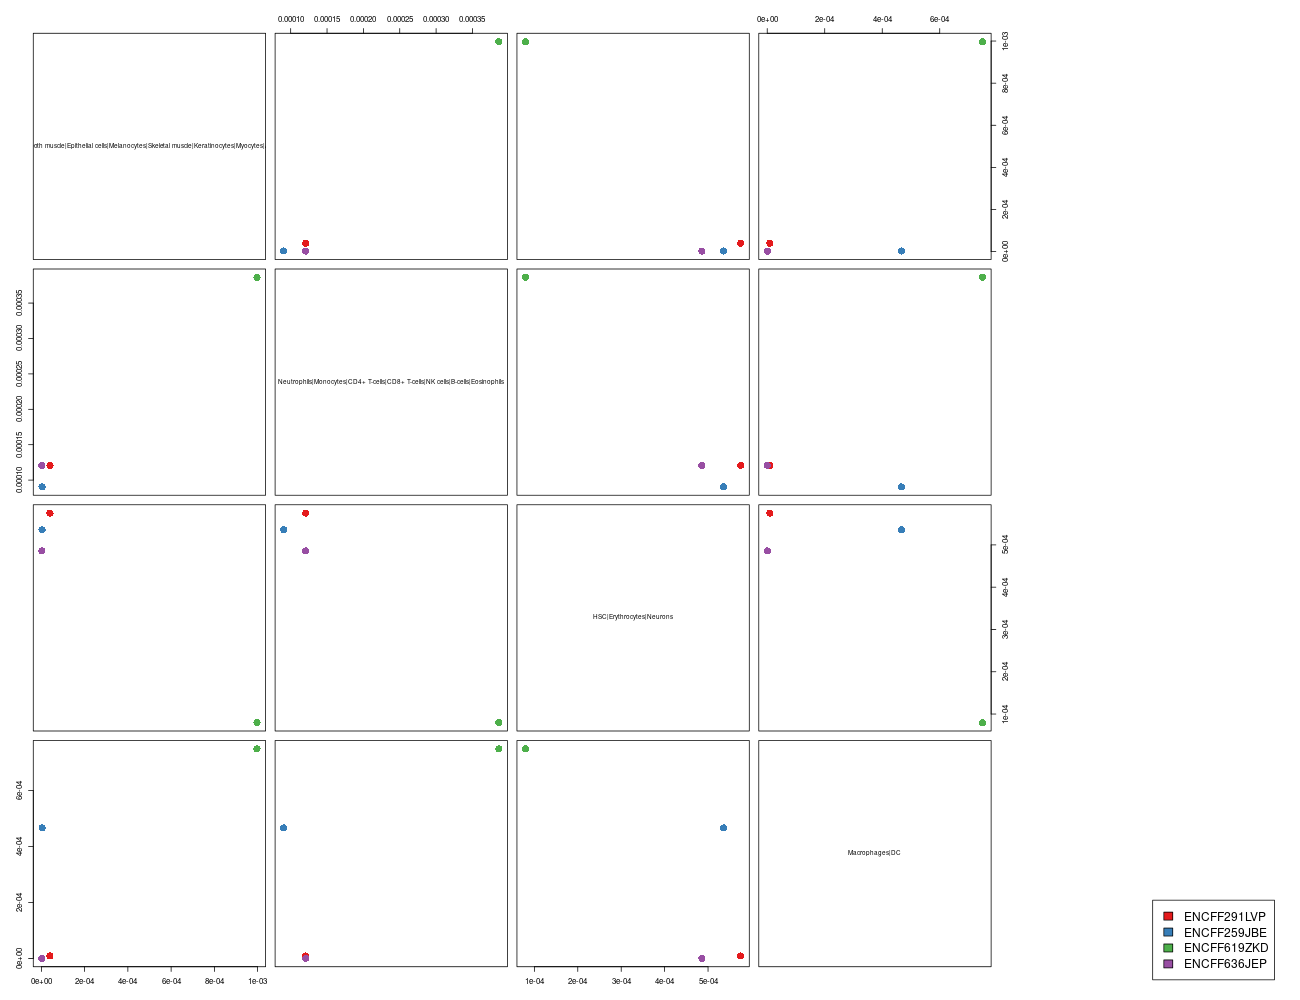 0.00010 0.00015 0.00020 0.00025 0.00030 0.00035
0e+00 2e-04 4e-04 6e-04
oth muscle|Epithelial cells|Melanocytes|Skeletal muscle|Keratinocytes|Myocytes|
0e+00 2e-04 4e-04 6e-04 8e-04 1e-03
0.00010 0.00015 0.00020 0.00025 0.00030 0.00035
Neutrophils|Monocytes|CD4+ T-cells|CD8+ T-cells|NK cells|B-cells|Eosinophils
HSC|Erythrocytes|Neurons
1e-04 2e-04 3e-04 4e-04 5e-04
0e+00 2e-04 4e-04 6e-04
Macrophages|DC
0e+00 2e-04 4e-04 6e-04 8e-04 1e-03
1e-04 2e-04 3e-04 4e-04 5e-04
ENCFF291LVP
ENCFF259JBE
ENCFF619ZKD
ENCFF636JEP